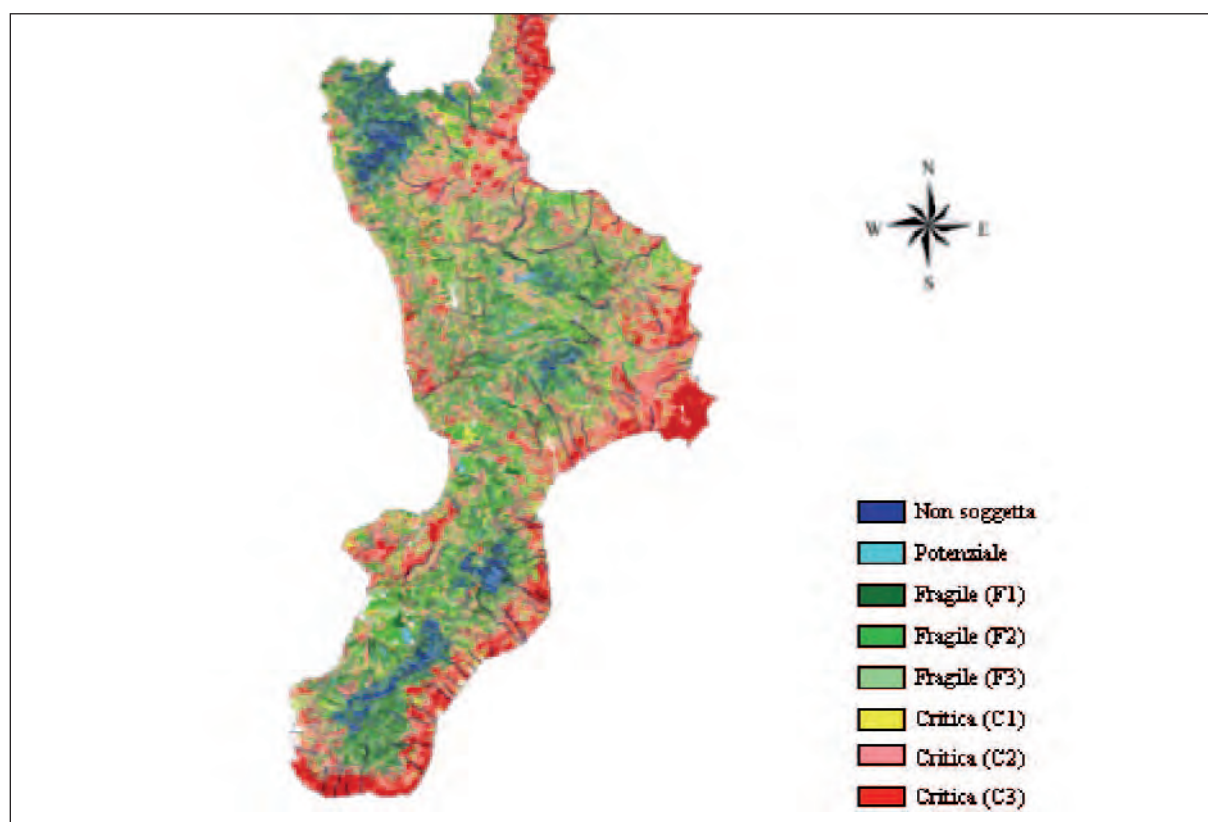 N
W E
S
Non soggetta
Potenziale
Fragile (F1)
Fragile (F2)
Fragile (F3)
Critica (C1)
Critica (C2)
Critica (C3)